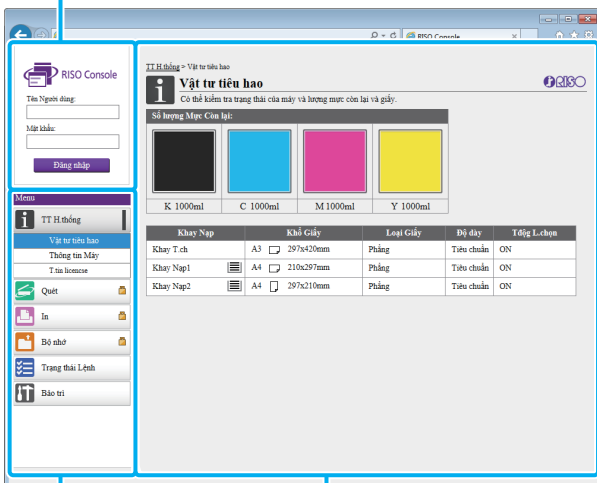 RISO Console
RISO Console
Tên Người dùng:
Mật khẩu:
Đăng nhập
Menu
TT H.thống
Vật tư tiêu hao
Thông tin Máy
T.tin licencse
Quét
In
Bộ nhớ
Trạng thái Lệnh
Bảo trì
TT H.thống > Vật tư tiêu hao
Vật tư tiêu hao
RISO
Có thể kiểm tra trạng thái của máy và lượng mực còn lại và giấy.
Số lượng Mực Còn lại:
K 1000ml C 1000ml M 1000ml Y 1000ml
Khay Nạp Khổ Giấy Loại Giấy Độ dày Tđộg L.chọn
Khay T.ch A3 297x420mm Phẳng Tiêu chuẩn ON
Khay Nạp1 A4 210x297mm Phẳng Tiêu chuẩn ON
Khay Nạp2 A4 297x210mm Phẳng Tiêu chuẩn ON